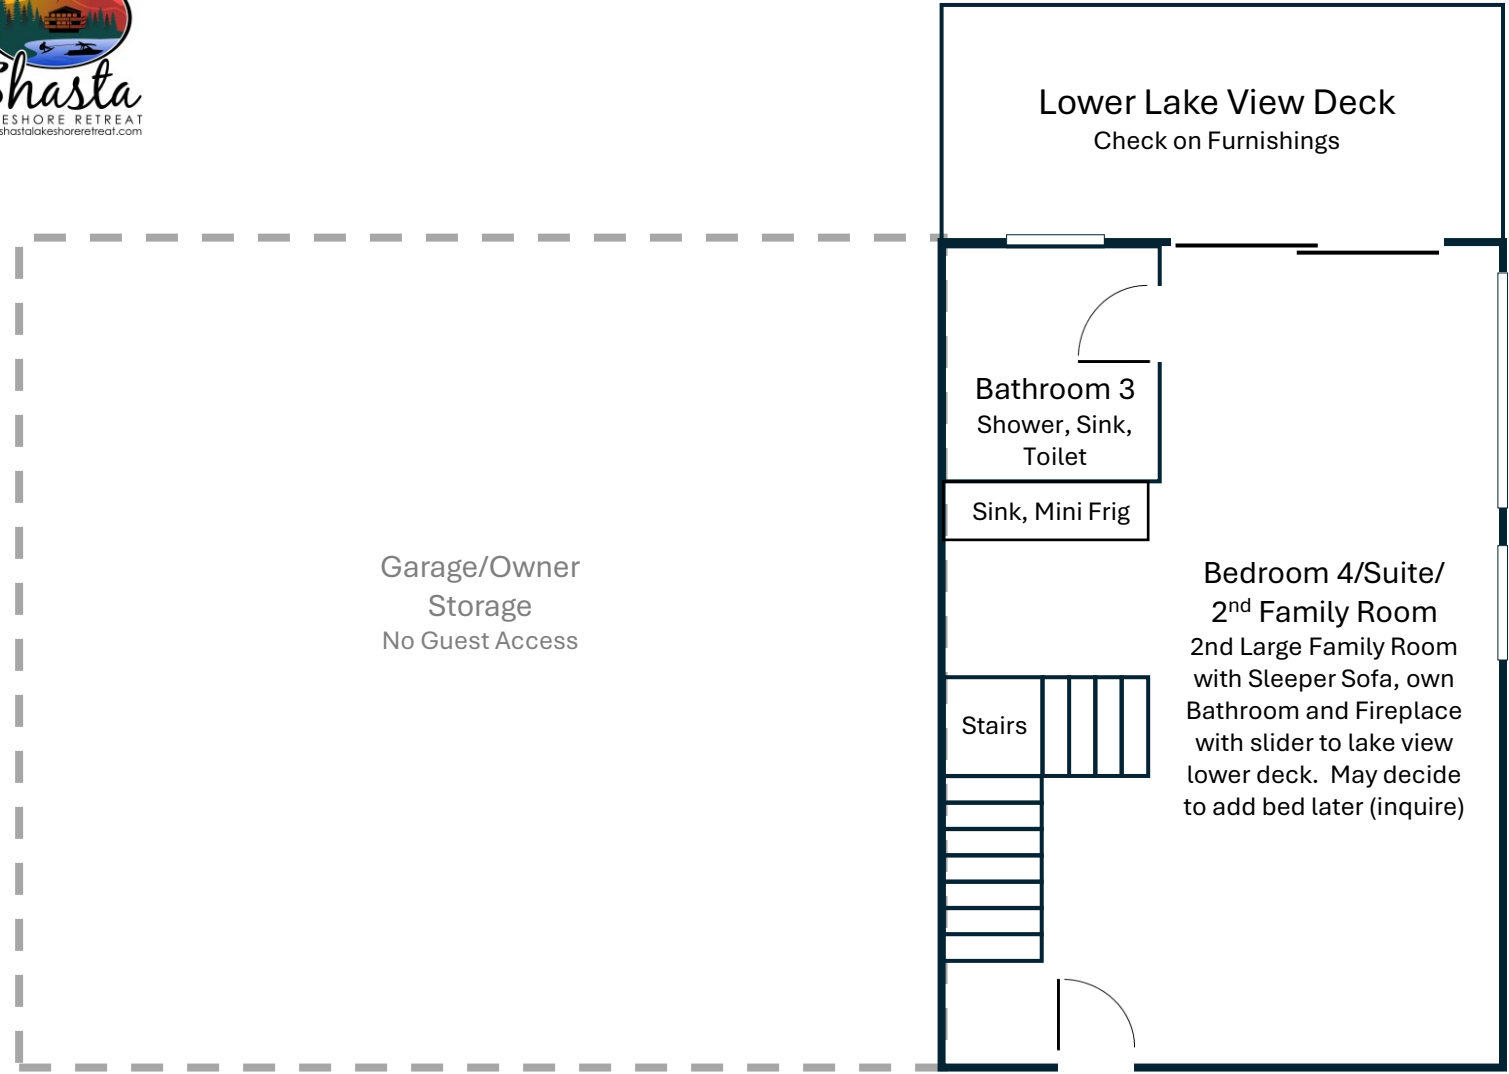 Shasta
ESHORE RETREAT
shastalakeshoreretreat.com
Lower Lake View Deck
Check on Furnishings
Bathroom 3
Shower, Sink,
Toilet
Sink, Mini Frig
Garage/Owner
Storage
No Guest Access
Bedroom 4/Suite/
2nd Family Room
2nd Large Family Room
with Sleeper Sofa, own
Bathroom and Fireplace
with slider to lake view
lower deck.  May decide
to add bed later (inquire)
Stairs